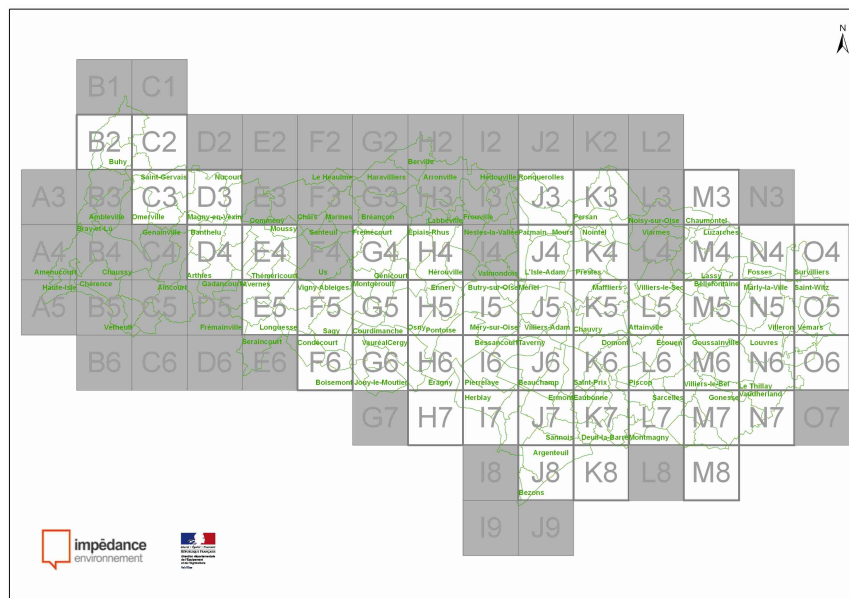 N
B1 C1
B2 C2 D2 E2 F2 G2 H2 I2 J2 K2 L2
Buhy Berville
Saint-Gervais Nucourt Le Heaulme Haravilliers Arronville Hédouville Ronquerolles
A3 B3 C3 D3 E3 F3 G3 H3 I3 J3 K3 L3 M3 N3
Ambleville Omerville Magny-en-Vexin Commeny Chars Marines Bréançon Labbeville Frouville Persan Noisy-sur-Oise Chaumontel
Bray-et-Lû Genainville Banthelu Moussy Santeuil Frémécourt Epiais-Rhus Nesles-la-Vallée Parmain Mours Nointel Viarmes Luzarches
A4 B4 C4 D4 E4 F4 G4 H4 I4 J4 K4 L4 M4 N4 O4
Amenucourt Chaussy Arthies Théméricourt Us Génicourt Hérouville Valmondois L'Isle-Adam Presles Lassy Fosses Survilliers
Haute-Isle Chérence Aincourt Gadancourt Avernes Vigny Ableiges Montgeroult Ennery Butry-sur-Oise Mériel Maffliers Villiers-le-Sec Bellefontaine Marly-la-Ville Saint-Witz
A5 B5 C5 D5 E5 F5 G5 H5 I5 J5 K5 L5 M5 N5 O5
Vétheuil Frémainville Longuesse Sagy Courdimanche Osny Pontoise Méry-sur-Oise Villiers-Adam Chauvry Attainville Villeron Vémars
Seraincourt Condécourt Vauréal Cergy Bessancourt Taverny Domont Ecouen Goussainville Louvres
B6 C6 D6 E6 F6 G6 H6 I6 J6 K6 L6 M6 N6 O6
Boisemont Jouy-le-Moutier Eragny Pierrelaye Beauchamp Saint-Prix Piscop Villiers-le-Bel Le Thillay
Herblay Ermont Eaubonne Sarcelles Gonesse Vaudherland
G7 H7 I7 J7 K7 L7 M7 N7 O7
Sannois Deuil-la-Barre Montmagny
Argenteuil
I8 J8 K8 L8 M8
Bezons
I9 J9
impédance
environnement
RÉPUBLIQUE FRANÇAISE